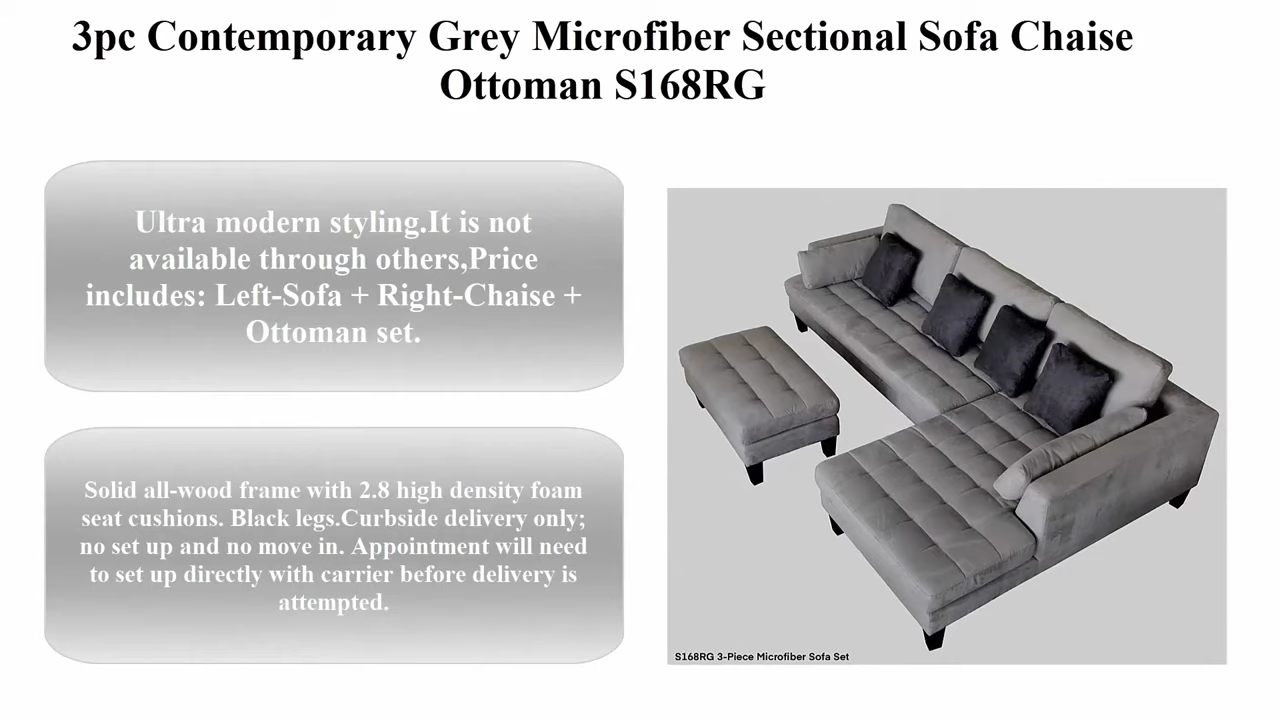 3pc Contemporary Grey Microfiber Sectional Sofa Chaise
Ottoman S168RG
Ultra modern styling.It is not
available through others,Price
includes: Left-Sofa + Right-Chaise +
Ottoman set.
Solid all-wood frame with 2.8 high density foam
seat cushions. Black legs.Curbside delivery only;
no set up and no move in. Appointment will need
to set up directly with carrier before delivery is
attempted.
S168RG 3-Piece Microfiber Sofa Set